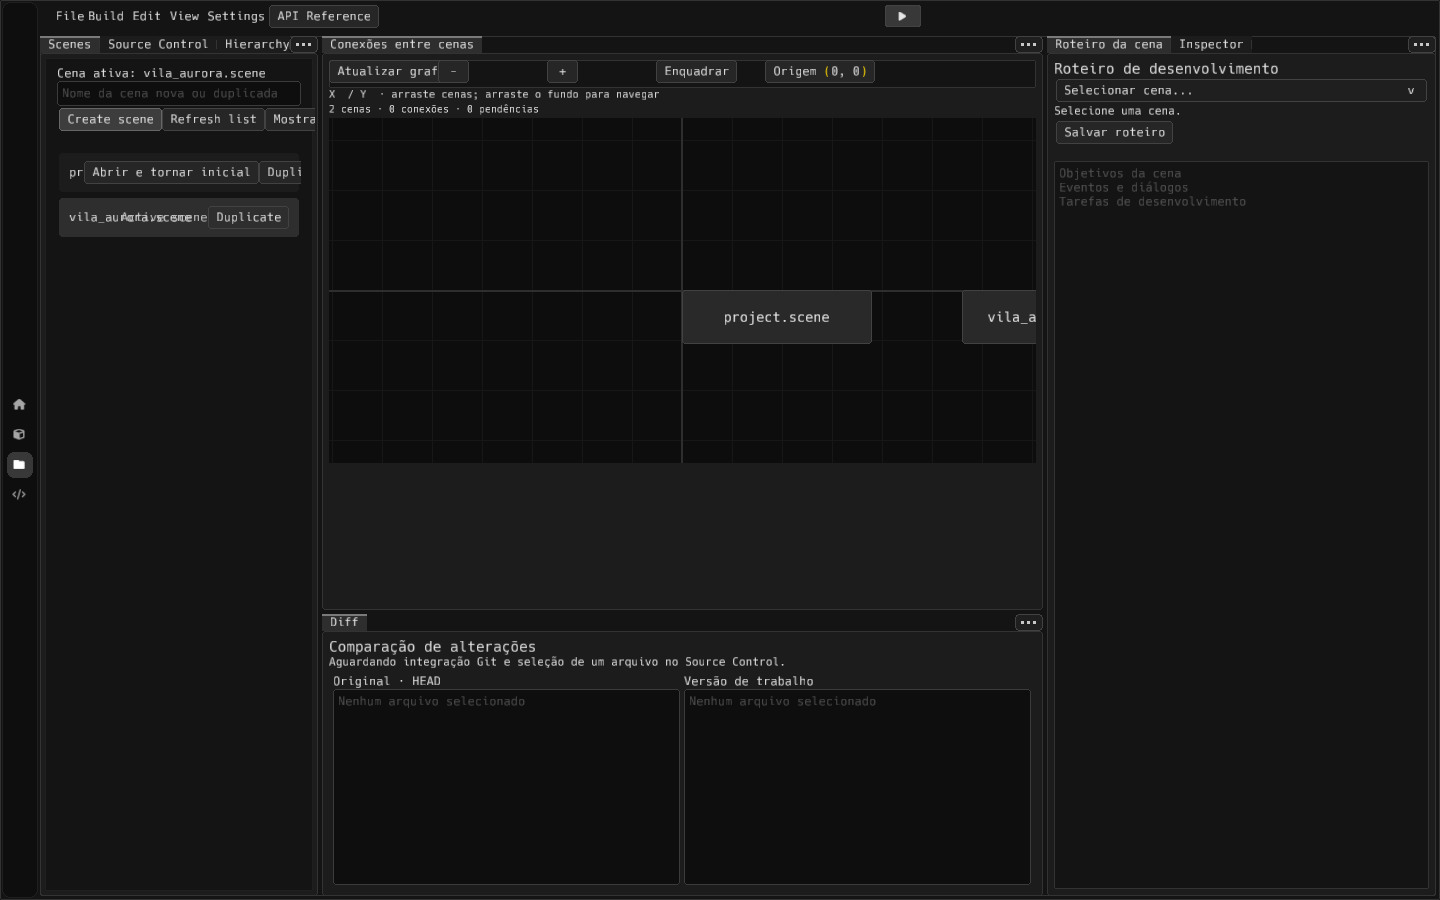 File Build Edit View Settings API Reference
Scenes Source Control Hierarchy
Cena ativa: vila_aurora.scene
Nome da cena nova ou duplicada
Create scene Refresh list Mostra
pr Abrir e tornar inicial Dupli
vila_aurora.scene Duplicate
Conexões entre cenas
Atualizar graf - + Enquadrar Origem (0, 0)
X / Y · arraste cenas; arraste o fundo para navegar
2 cenas · 0 conexões · 0 pendências
project.scene vila_a
Diff
Comparação de alterações
Aguardando integração Git e seleção de um arquivo no Source Control.
Original · HEAD Versão de trabalho
Nenhum arquivo selecionado Nenhum arquivo selecionado
Roteiro da cena Inspector
Roteiro de desenvolvimento
Selecionar cena... v
Selecione uma cena.
Salvar roteiro
Objetivos da cena
Eventos e diálogos
Tarefas de desenvolvimento